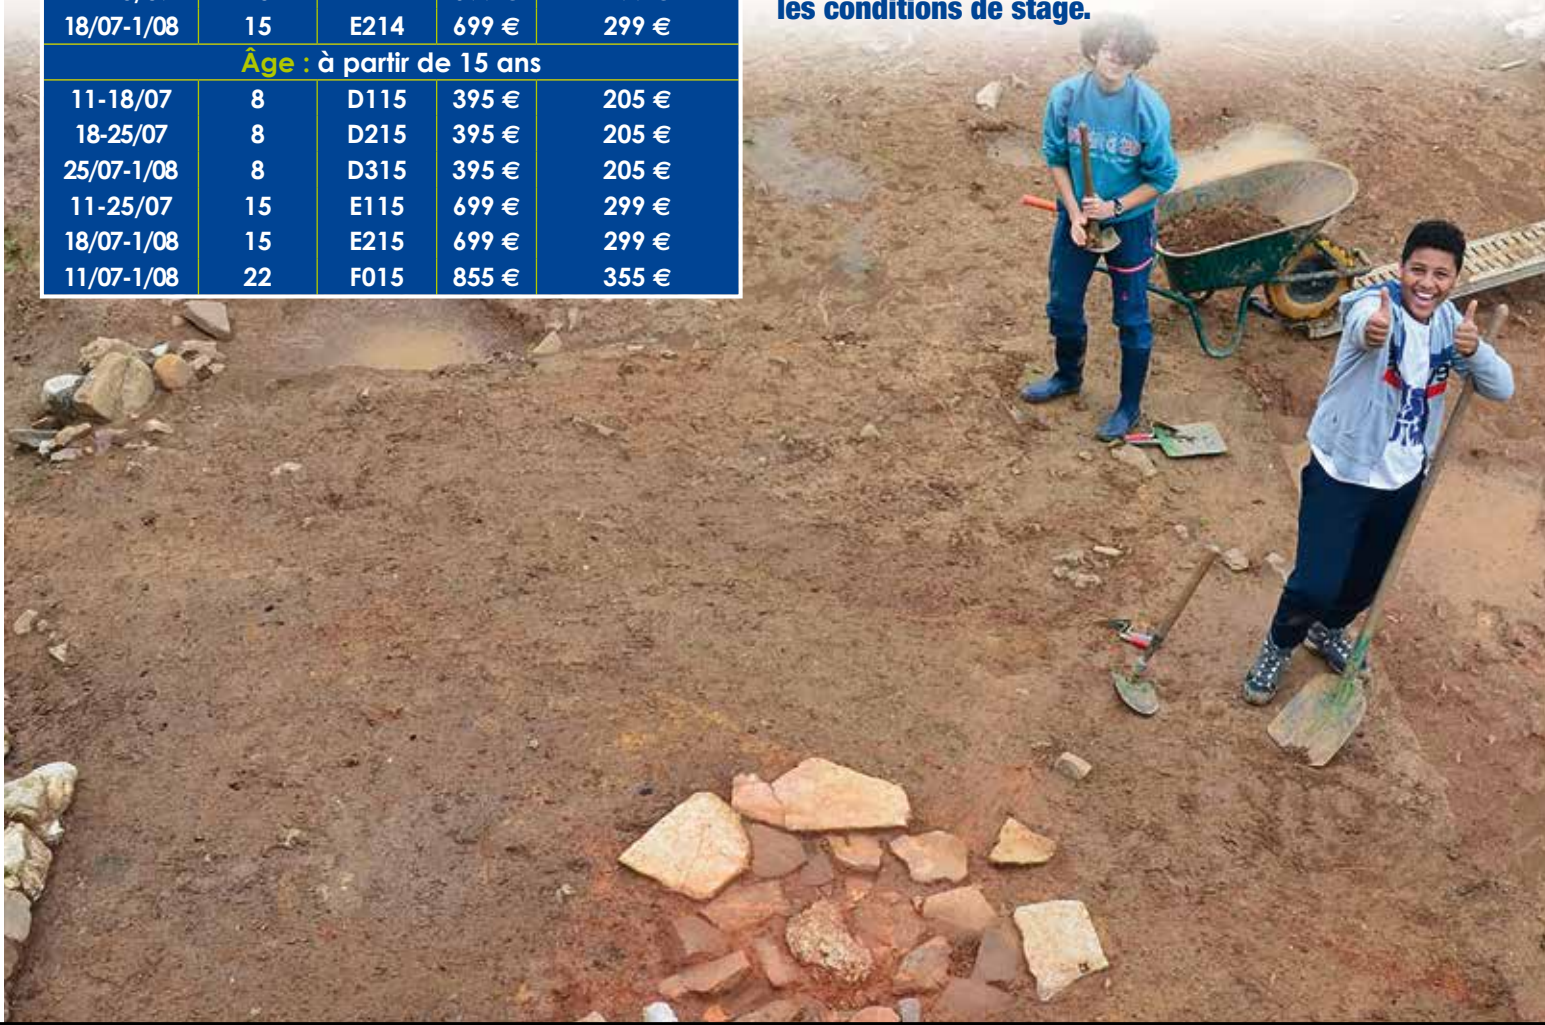 les conditions de stage.
18/07-1/08 15 E214 699 € 299 €
Âge : à partir de 15 ans
11-18/07 8 D115 395 € 205 €
18-25/07 8 D215 395 € 205 €
25/07-1/08 8 D315 395 € 205 €
11-25/07 15 E115 699 € 299 €
18/07-1/08 15 E215 699 € 299 €
11/07-1/08 22 F015 855 € 355 €